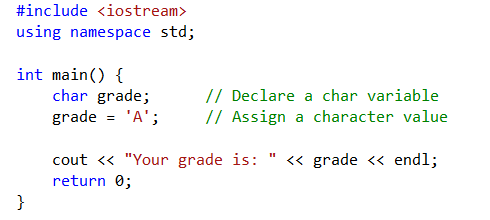 #include <iostream>
using namespace std;

int main() {
    char grade;      // Declare a char variable
    grade = 'A';     // Assign a character value

    cout << "Your grade is: " << grade << endl;
    return 0;
}